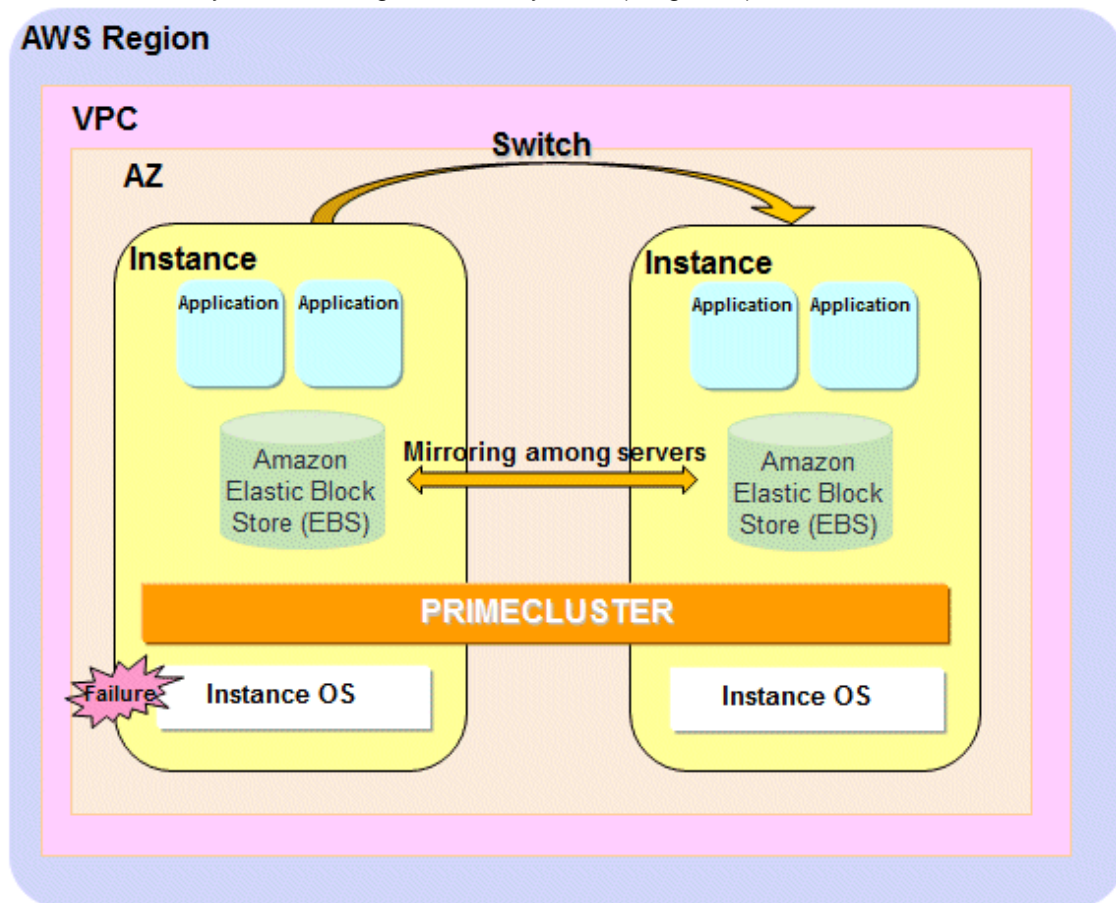 AWS Region
VPC
Switch
AZ
Instance
Instance
Application
Application
Application
Application
Mirroring among servers
Amazon
Elastic Block
Store (EBS)
Amazon
Elastic Block
Store (EBS)
PRIMECLUSTER
Failure
Instance OS
Instance OS